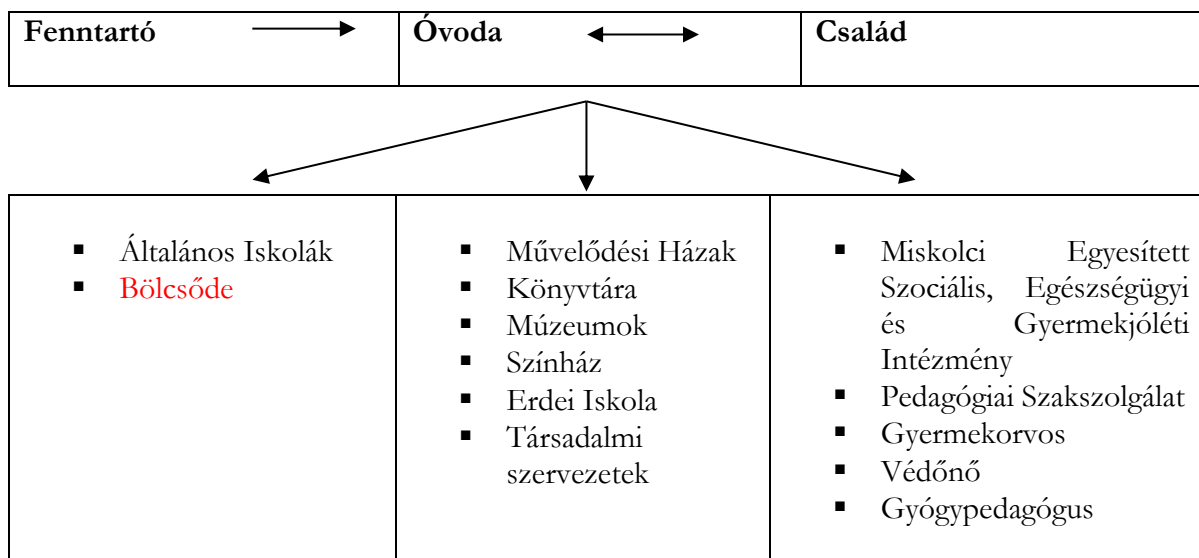 Fenntartó
Óvoda
Család
Általános Iskolák
Bölcsőde
Művelődési Házak
Könyvtára
Múzeumok
Színház
Erdei Iskola
Társadalmi
szervezetek
Miskolci Egyesített
Szociális, Egészségügyi
és Gyermekjóléti
Intézmény
Pedagógiai Szakszolgálat
Gyermekorvos
Védőnő
Gyógypedagógus